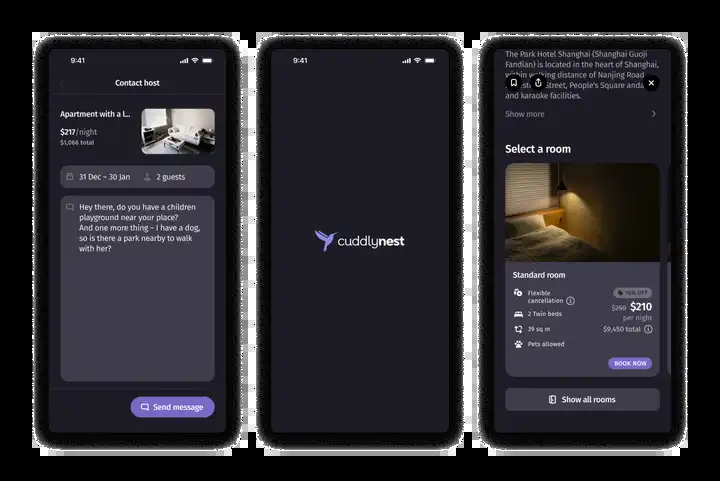 9:41
Contact host
Apartment with a l...
$217/night
$1,066 total
31 Dec – 30 Jan
2 guests
Hey there, do you have a children
playground near your place?
And one more thing – I have a dog,
so is there a park nearby to walk
with her?
Send message
9:41
cuddlynest
The Park Hotel Shanghai (Shanghai Guoji
Fandian) is located in the heart of Shanghai,
within walking distance of Nanjing Road
Street, People's Square and a
and karaoke facilities.
Show more
Select a room
Standard room
Flexible
cancellation
2 Twin beds
39 sq m
Pets allowed
16% OFF
$250 $210
per night
$9,450 total
BOOK NOW
Show all rooms